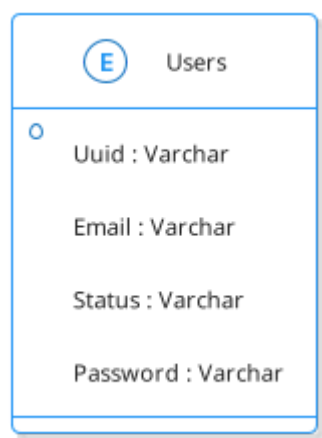 E Users
Uuid : Varchar
Email : Varchar
Status : Varchar
Password : Varchar